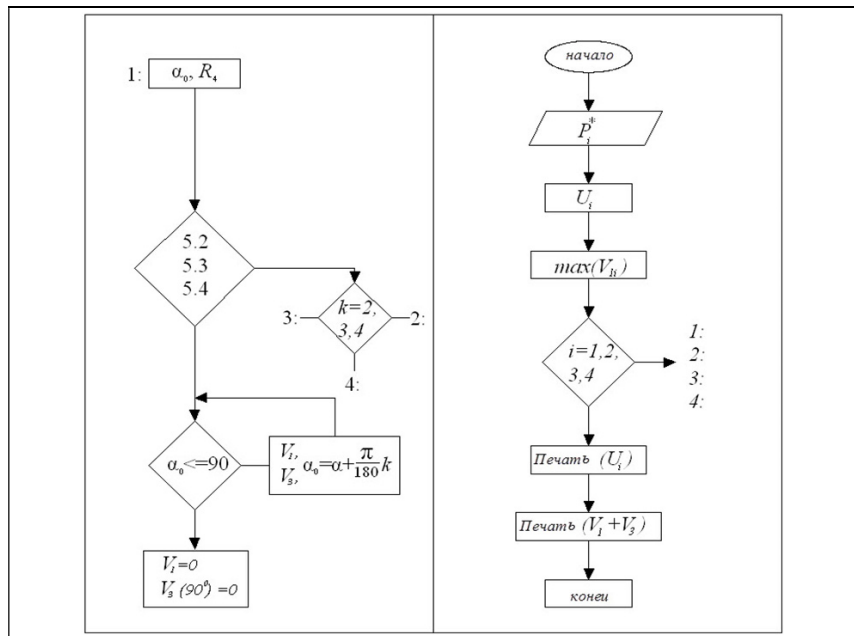 1:
α₀, R₄
5.2
5.3
5.4
3:
k=2,
3,4
2:
4:
α₀<=90
V₁,
V₃, α₀=α+π/180 k
V₁=0
V₃ (90⁰) =0
начало
Pᵢ*
Uᵢ
max(V₁ᵢ)
i=1,2,
3,4
1:
2:
3:
4:
Печать (Uᵢ)
Печать (V₁+V₃)
конец